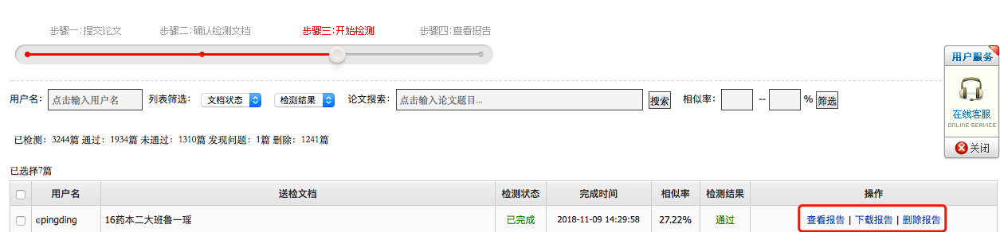 步骤一:提交论文 步骤二:确认检测文档 步骤三:开始检测 步骤四:查看报告
用户服务
用户名: 点击输入用户名 列表筛选: 文档状态 检测结果 论文搜索: 点击输入论文题目... 搜索 相似率: -- % 筛选
在线客服
ONLINE SERVICE
已检测: 3244篇 通过: 1934篇 未通过: 1310篇 发现问题: 1篇 删除: 1241篇
关闭
已选择7篇
用户名 送检文档 检测状态 完成时间 相似率 检测结果 操作
epingding 16药本二大班鲁一瑶 已完成 2018-11-09 14:29:58 27.22% 通过 查看报告 | 下载报告 | 删除报告